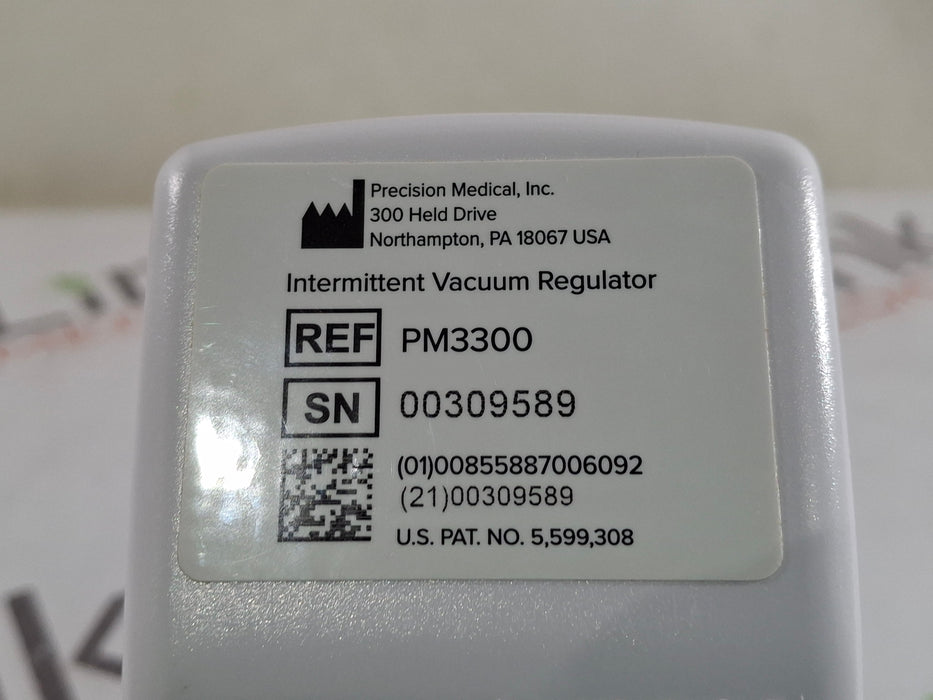 Precision Medical, Inc.
300 Held Drive
Northampton, PA 18067 USA
Intermittent Vacuum Regulator
REF PM3300
SN 00309589
(01)00855887006092
(21)00309589
U.S. PAT. NO. 5,599,308